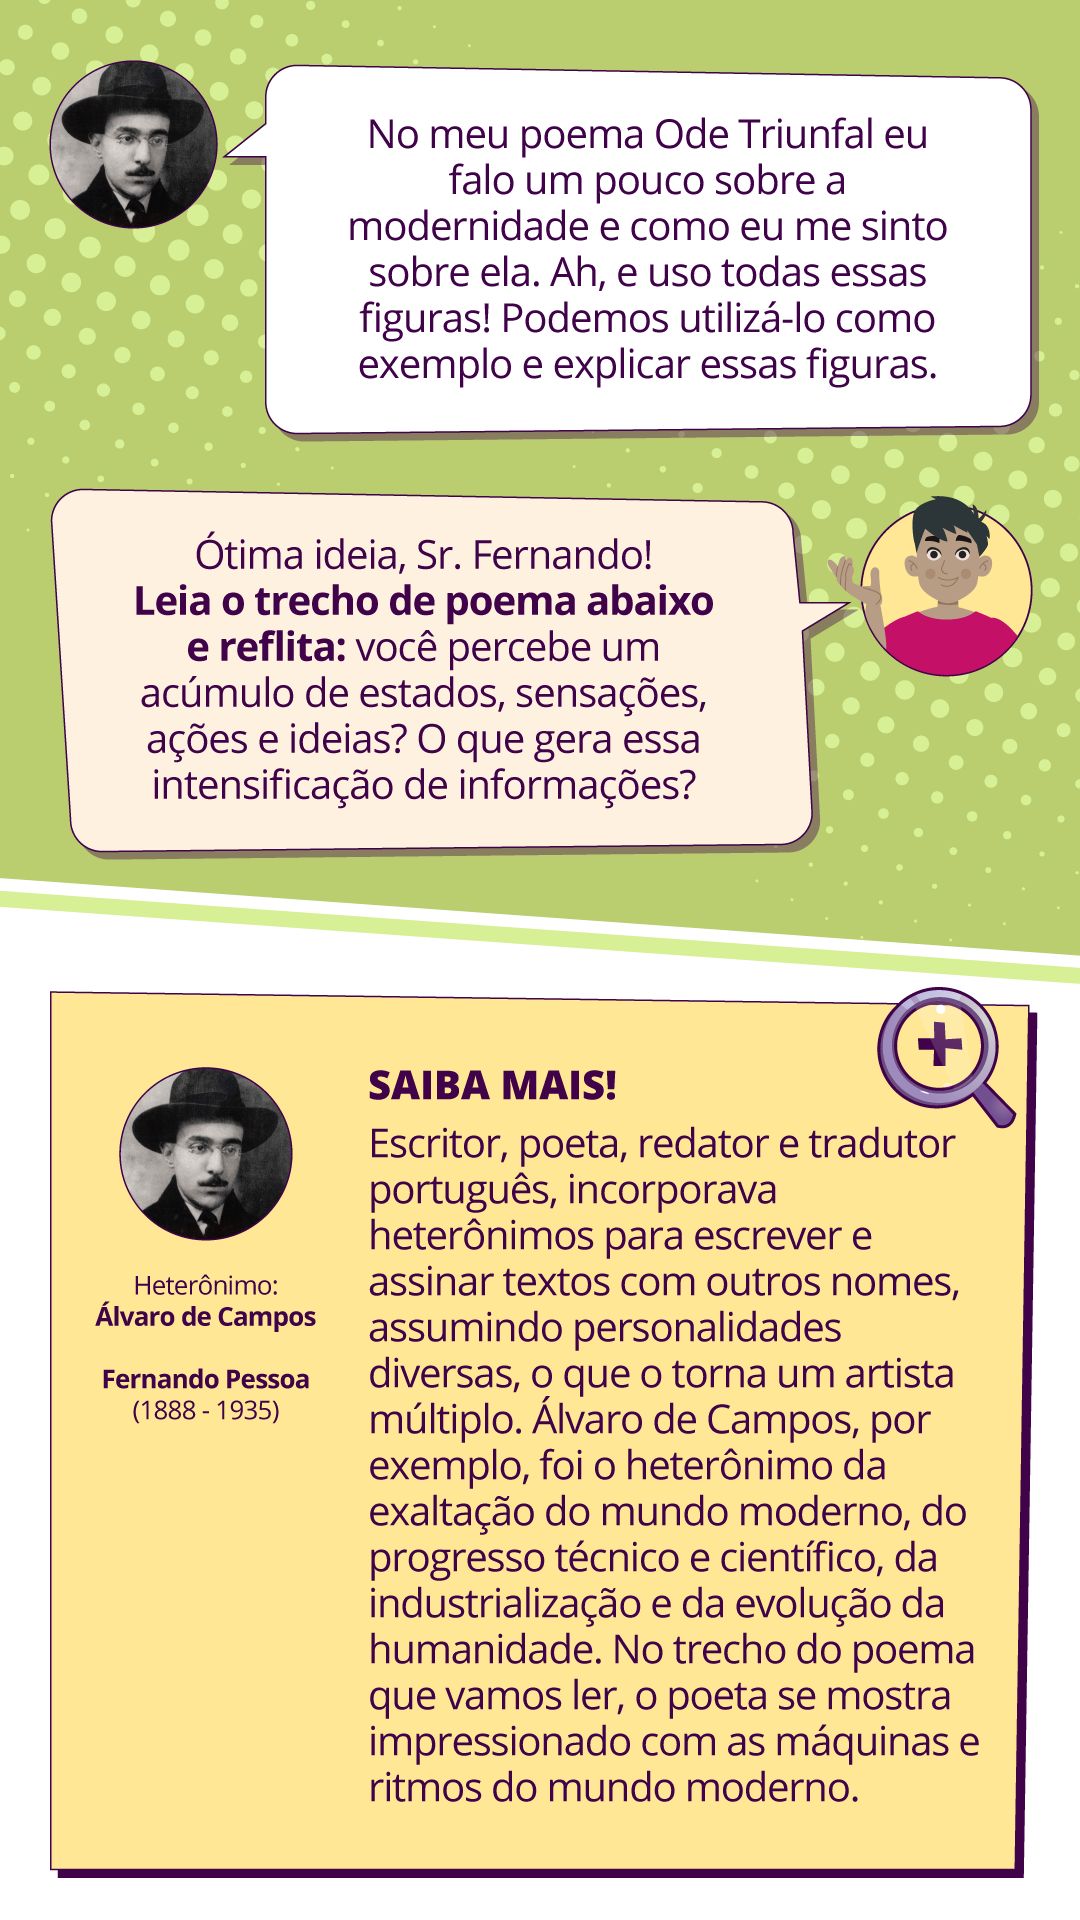 No meu poema Ode Triunfal eu
falo um pouco sobre a
modernidade e como eu me sinto
sobre ela. Ah, e uso todas essas
figuras! Podemos utilizá-lo como
exemplo e explicar essas figuras.
Ótima ideia, Sr. Fernando!
Leia o trecho de poema abaixo
e reflita: você percebe um
acúmulo de estados, sensações,
ações e ideias? O que gera essa
intensificação de informações?
SAIBA MAIS!
Escritor, poeta, redator e tradutor
português, incorporava
heterônimos para escrever e
assinar textos com outros nomes,
assumindo personalidades
diversas, o que o torna um artista
múltiplo. Álvaro de Campos, por
exemplo, foi o heterônimo da
exaltação do mundo moderno, do
progresso técnico e científico, da
industrialização e da evolução da
humanidade. No trecho do poema
que vamos ler, o poeta se mostra
impressionado com as máquinas e
ritmos do mundo moderno.
Heterônimo:
Álvaro de Campos
Fernando Pessoa
(1888 - 1935)